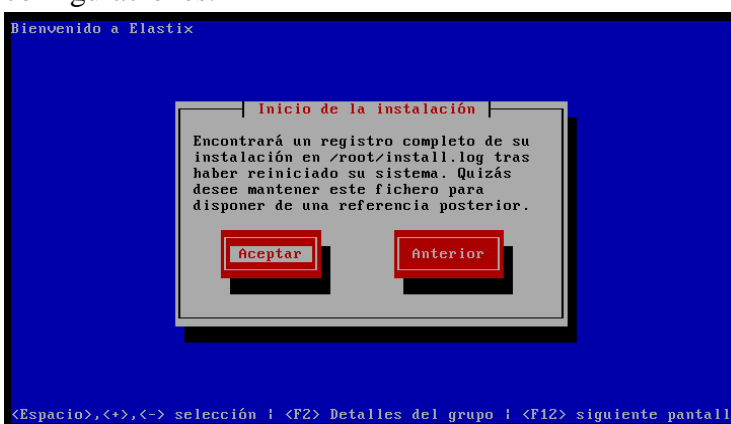 Bienvenido a Elastix
Inicio de la instalación
Encontrará un registro completo de su
instalación en /root/install.log tras
haber reiniciado su sistema. Quizás
desee mantener este fichero para
disponer de una referencia posterior.
Aceptar Anterior
<Espacio>,<+>,<-> selección | <F2> Detalles del grupo | <F12> siguiente pantall